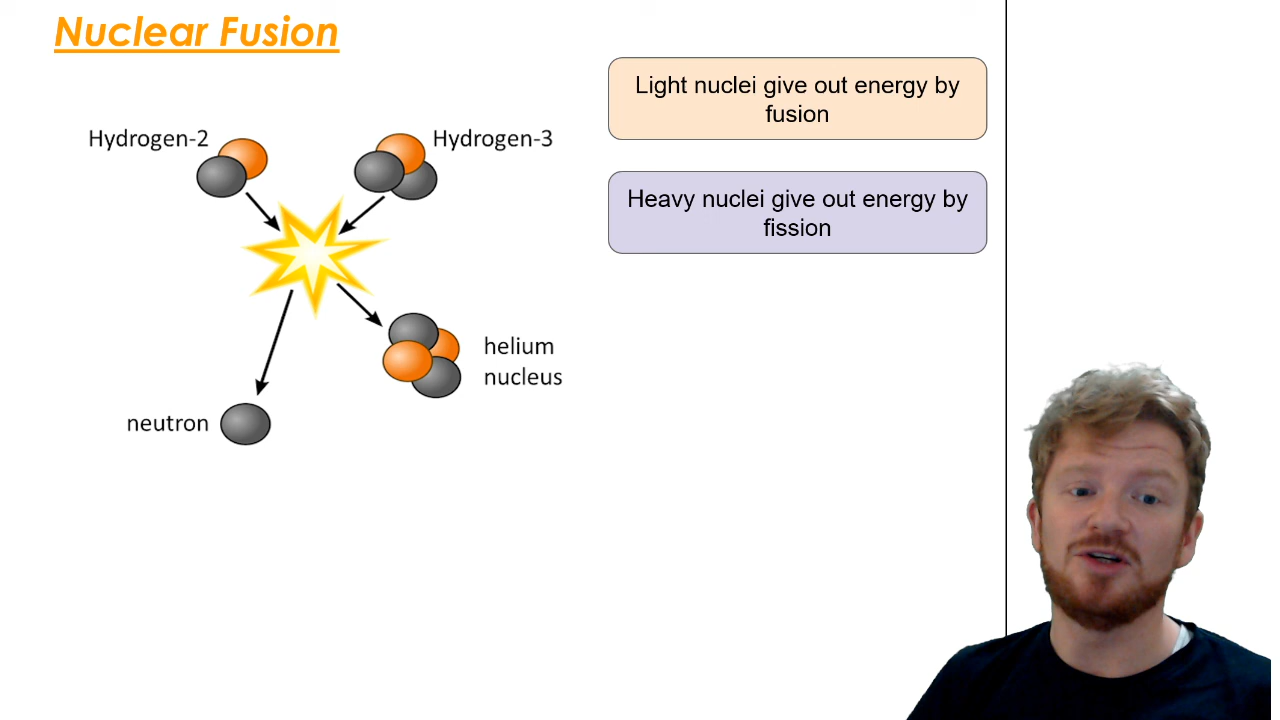 Nuclear Fusion
Light nuclei give out energy by
fusion
Hydrogen-2
Hydrogen-3
Heavy nuclei give out energy by
fission
helium
nucleus
neutron